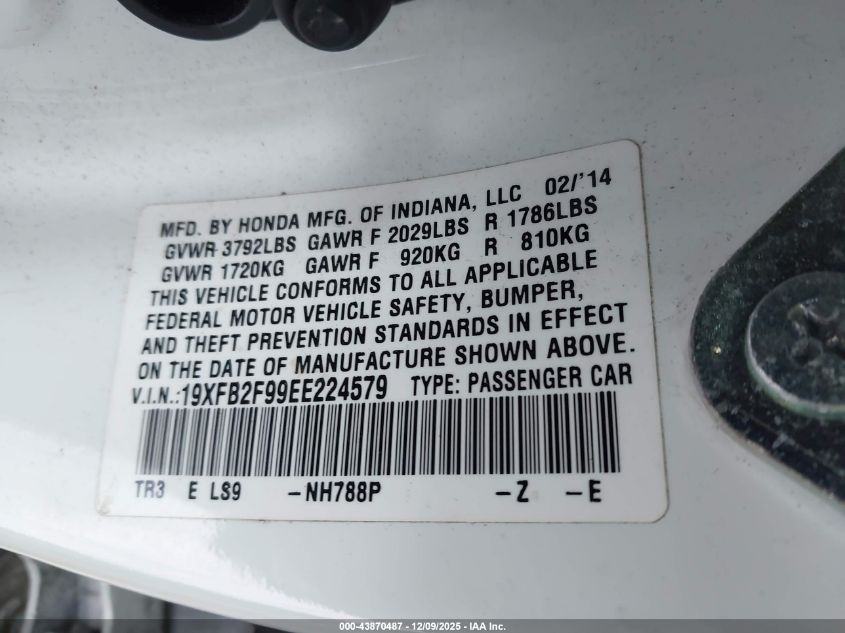 MFD. BY HONDA MFG. OF INDIANA, LLC 02/'14
GVWR 3792LBS GAWR F 2029LBS R 1786LBS
GVWR 1720KG GAWR F 920KG R 810KG
THIS VEHICLE CONFORMS TO ALL APPLICABLE
FEDERAL MOTOR VEHICLE SAFETY, BUMPER,
AND THEFT PREVENTION STANDARDS IN EFFECT
ON THE DATE OF MANUFACTURE SHOWN ABOVE.
V.I.N.:19XFB2F99EE224579 TYPE: PASSENGER CAR
TR3 E LS9 -NH788P -Z -E
000-43870487 - 12/09/2025 - IAA Inc.